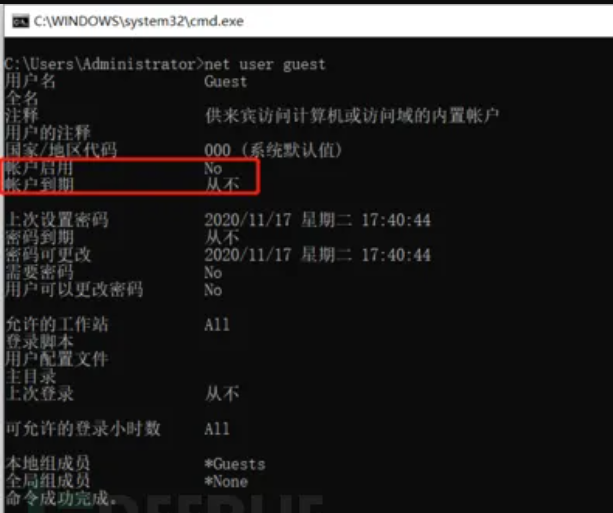 C:\WINDOWS\system32\cmd.exe
C:\Users\Administrator>net user guest
用户名 Guest
全名
注释 供来宾访问计算机或访问域的内置帐户
用户的注释
国家/地区代码 000 (系统默认值)
帐户启用 No
帐户到期 从不
上次设置密码 2020/11/17 星期二 17:40:44
密码到期 从不
密码可更改 2020/11/17 星期二 17:40:44
需要密码 No
用户可以更改密码 No
允许的工作站 All
登录脚本
用户配置文件
主目录
上次登录 从不
可允许的登录小时数 All
本地组成员 *Guests
全局组成员 *None
命令成功完成。